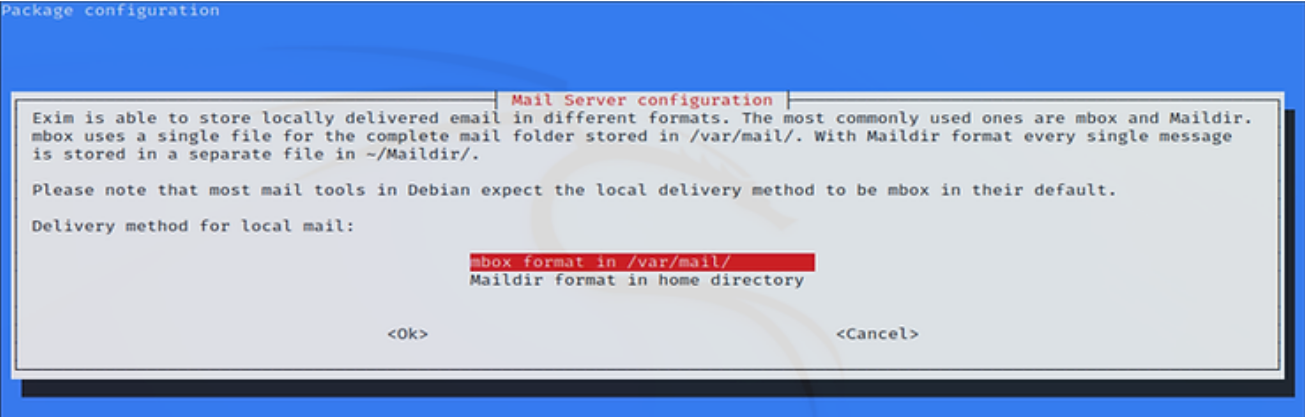 Package configuration
Mail Server configuration
Exim is able to store locally delivered email in different formats. The most commonly used ones are mbox and Maildir.
mbox uses a single file for the complete mail folder stored in /var/mail/. With Maildir format every single message
is stored in a separate file in ~/Maildir/.
Please note that most mail tools in Debian expect the local delivery method to be mbox in their default.
Delivery method for local mail:
mbox format in /var/mail/
Maildir format in home directory
<Ok> <Cancel>